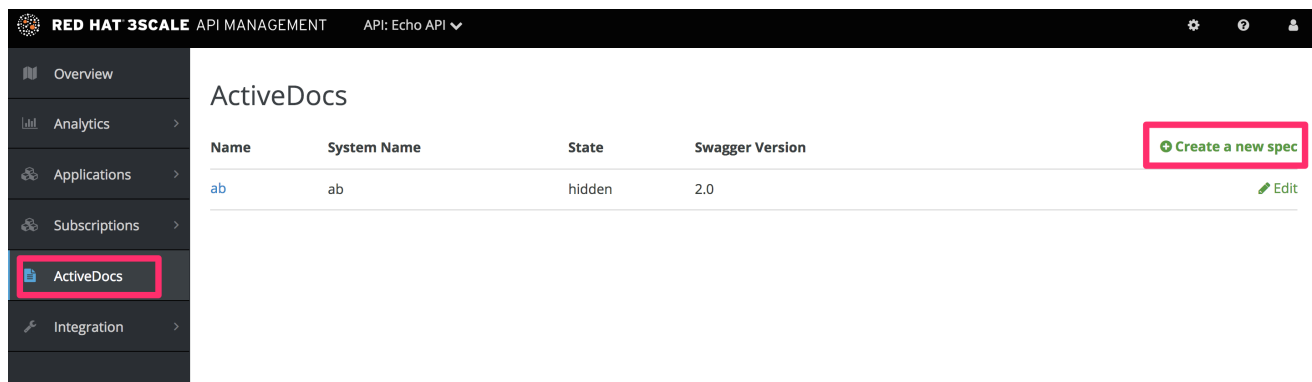 RED HAT 3SCALE API MANAGEMENT API: Echo API
Overview
Analytics
Applications
Subscriptions
ActiveDocs
Integration
ActiveDocs
Name System Name State Swagger Version Create a new spec
ab ab hidden 2.0 Edit